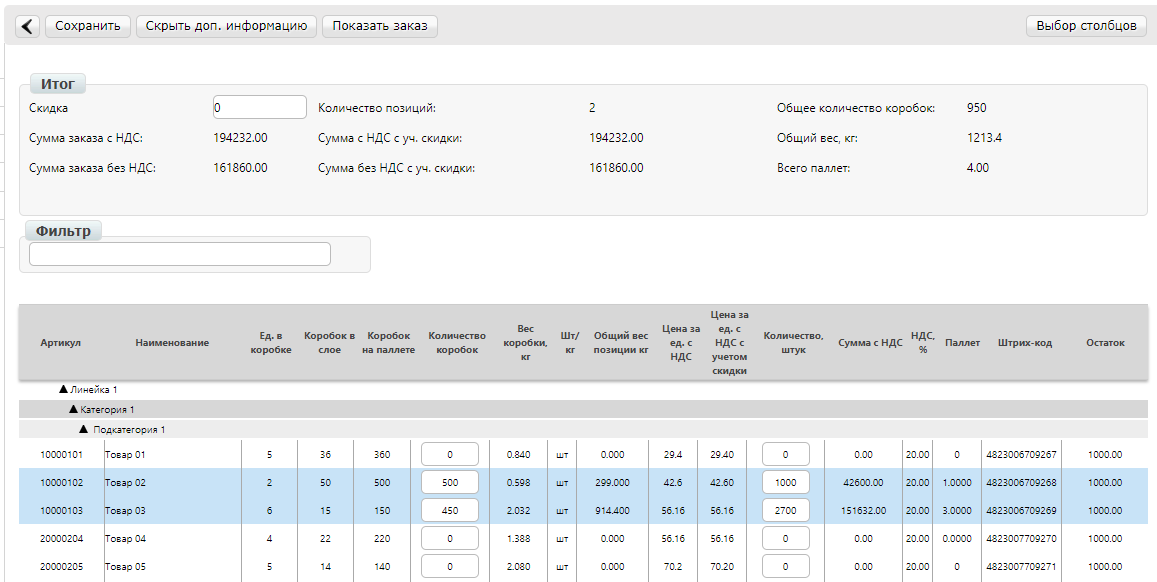 Сохранить Скрыть доп. информацию Показать заказ Выбор столбцов
Итог
Скидка 0 Количество позиций: 2 Общее количество коробок: 950
Сумма заказа с НДС: 194232.00 Сумма с НДС с уч. скидки: 194232.00 Общий вес, кг: 1213.4
Сумма заказа без НДС: 161860.00 Сумма без НДС с уч. скидки: 161860.00 Всего паллет: 4.00
Фильтр
Артикул Наименование Ед. в коробке Коробок в слое Коробок на паллете Количество коробок Вес коробки, кг Шт/кг Общий вес позиции кг Цена за ед. с НДС Цена за ед. с НДС с учетом скидки Количество, штук Сумма с НДС НДС, % Паллет Штрих-код Остаток
▲ Линейка 1
▲ Категория 1
▲ Подкатегория 1
10000101 Товар 01 5 36 360 0 0.840 шт 0.000 29.4 29.40 0 0.00 20.00 0 4823006709267 1000.00
10000102 Товар 02 2 50 500 500 0.598 шт 299.000 42.6 42.60 1000 42600.00 20.00 1.0000 4823006709268 1000.00
10000103 Товар 03 6 15 150 450 2.032 шт 914.400 56.16 56.16 2700 151632.00 20.00 3.0000 4823006709269 1000.00
20000204 Товар 04 4 22 220 0 1.388 шт 0.000 56.16 56.16 0 0.00 20.00 0.0000 4823007709270 1000.00
20000205 Товар 05 5 14 140 0 2.080 шт 0.000 70.2 70.20 0 0.00 20.00 0 4823007709271 1000.00